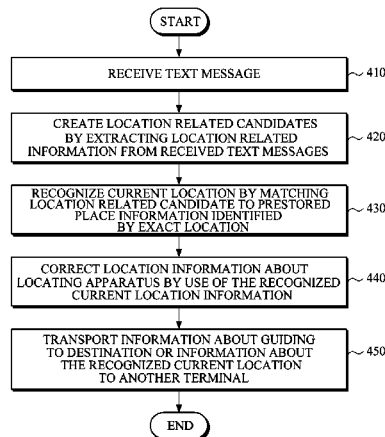 START
RECEIVE TEXT MESSAGE
410
CREATE LOCATION RELATED CANDIDATES
BY EXTRACTING LOCATION RELATED
INFORMATION FROM RECEIVED TEXT MESSAGES
420
RECOGNIZE CURRENT LOCATION BY MATCHING
LOCATION RELATED CANDIDATE TO PRESTORED
PLACE INFORMATION IDENTIFIED
BY EXACT LOCATION
430
CORRECT LOCATION INFORMATION ABOUT
LOCATING APPARATUS BY USE OF THE RECOGNIZED
CURRENT LOCATION INFORMATION
440
TRANSPORT INFORMATION ABOUT GUIDING
TO DESTINATION OR INFORMATION ABOUT
THE RECOGNIZED CURRENT LOCATION
TO ANOTHER TERMINAL
450
END